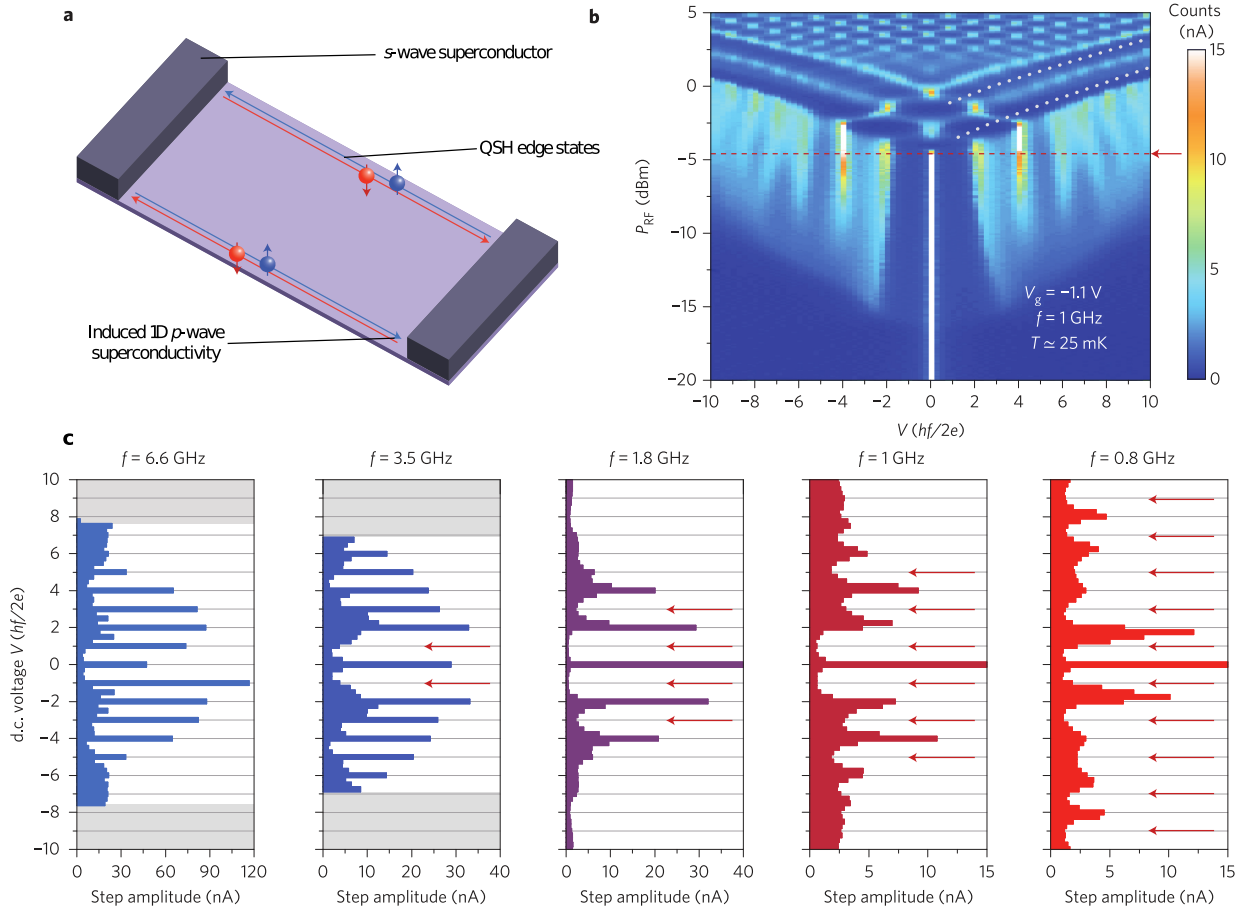 a
s-wave superconductor
QSH edge states
Induced 1D p-wave
superconductivity
b
Counts
(nA)
5
0
−5
−10
−15
−20
P_RF (dBm)
V_g = −1.1 V
f = 1 GHz
T ≃ 25 mK
−10 −8 −6 −4 −2 0 2 4 6 8 10
V (hf/2e)
15
10
5
0
c
f = 6.6 GHz
f = 3.5 GHz
f = 1.8 GHz
f = 1 GHz
f = 0.8 GHz
d.c. voltage V (hf/2e)
10
8
6
4
2
0
−2
−4
−6
−8
−10
0 30 60 90 120
0 10 20 30 40
0 10 20 30 40
0 5 10 15
0 5 10 15
Step amplitude (nA)
Step amplitude (nA)
Step amplitude (nA)
Step amplitude (nA)
Step amplitude (nA)